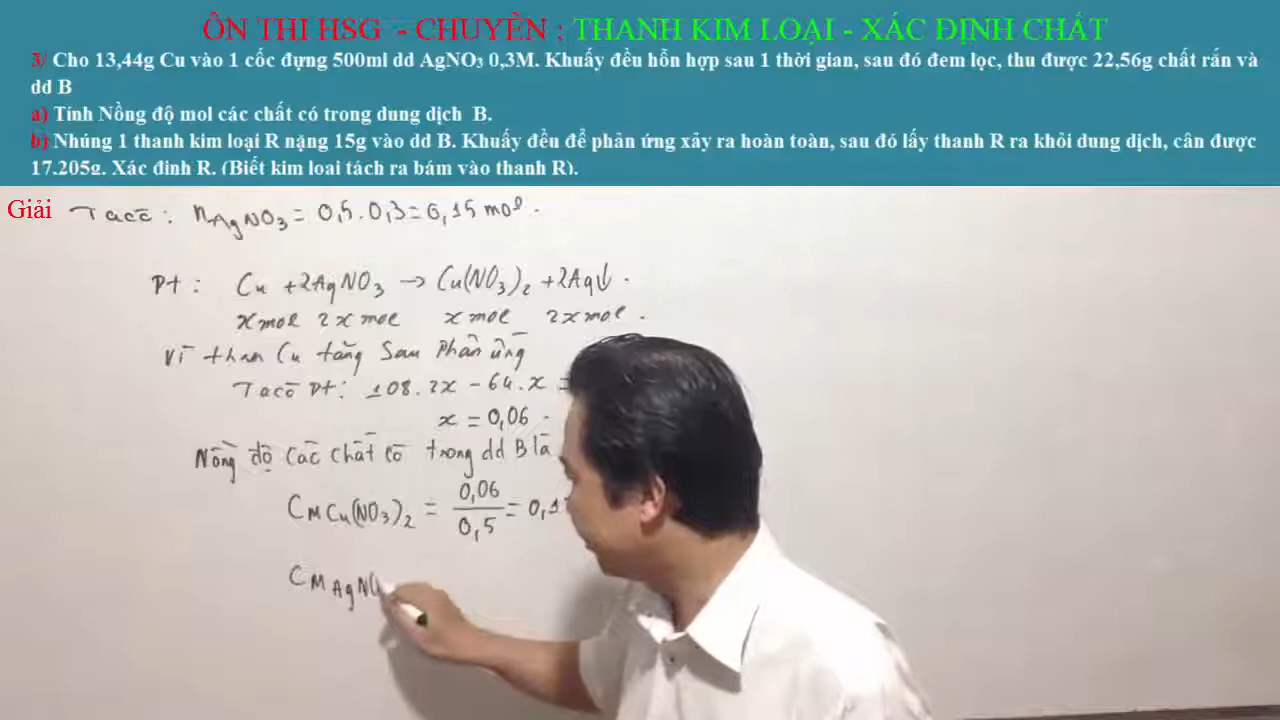 ÔN THI HSG - CHUYÊN : THANH KIM LOẠI - XÁC ĐỊNH CHẤT
3/ Cho 13,44g Cu vào 1 cốc đựng 500ml dd AgNO₃ 0,3M. Khuấy đều hỗn hợp sau 1 thời gian, sau đó đem lọc, thu được 22,56g chất rắn và
dd B
a) Tính Nồng độ mol các chất có trong dung dịch B.
b) Nhúng 1 thanh kim loại R nặng 15g vào dd B. Khuấy đều để phản ứng xảy ra hoàn toàn, sau đó lấy thanh R ra khỏi dung dịch, cân được
17,205g. Xác định R. (Biết kim loại tách ra bám vào thanh R).
Giải Ta có : nAgNO₃ = 0,5 . 0,3 = 0,15 mol .
Pt : Cu + 2AgNO₃ → Cu(NO₃)₂ + 2Ag↓ .
x mol 2x mol x mol 2x mol .
Vì than Cu tăng Sau Phản ứng
Ta có Pt : 108 . 2x - 64 . x =
x = 0,06 .
Nồng độ Các Chất Có trong dd B là
CM Cu(NO₃)₂ = 0,06 / 0,5 = 0,1
CM AgN